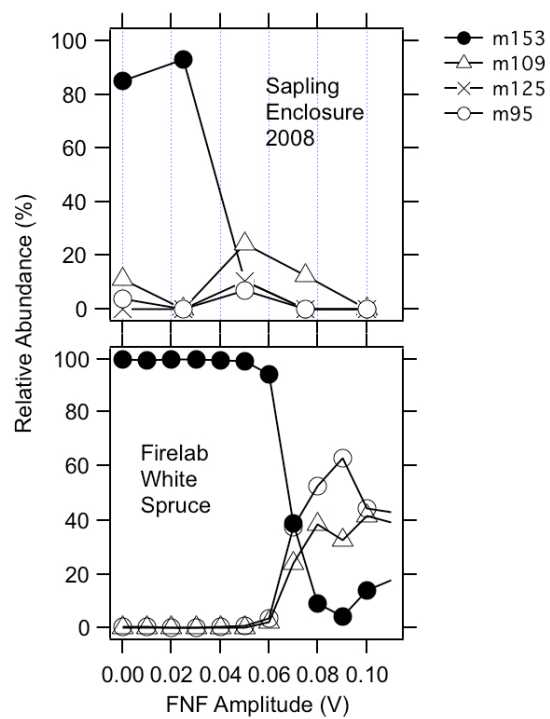 100
80
60
40
20
0
Sapling
Enclosure
2008
m153
m109
m125
m95
Relative Abundance (%)
100
80
60
40
20
0
Firelab
White
Spruce
0.00 0.02 0.04 0.06 0.08 0.10
FNF Amplitude (V)